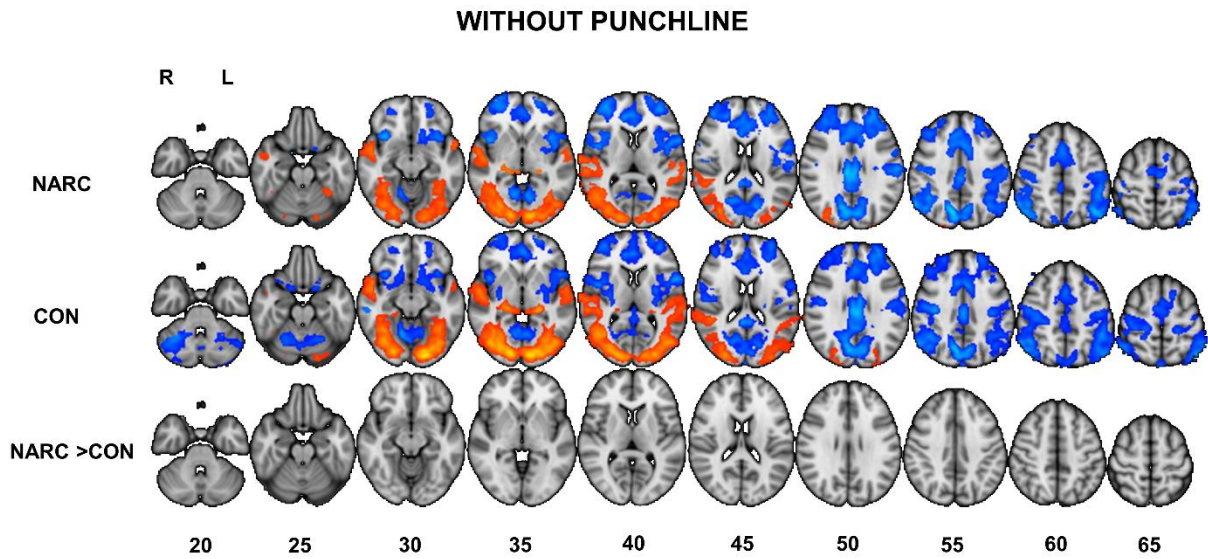 WITHOUT PUNCHLINE
R L
NARC
CON
NARC >CON
20 25 30 35 40 45 50 55 60 65